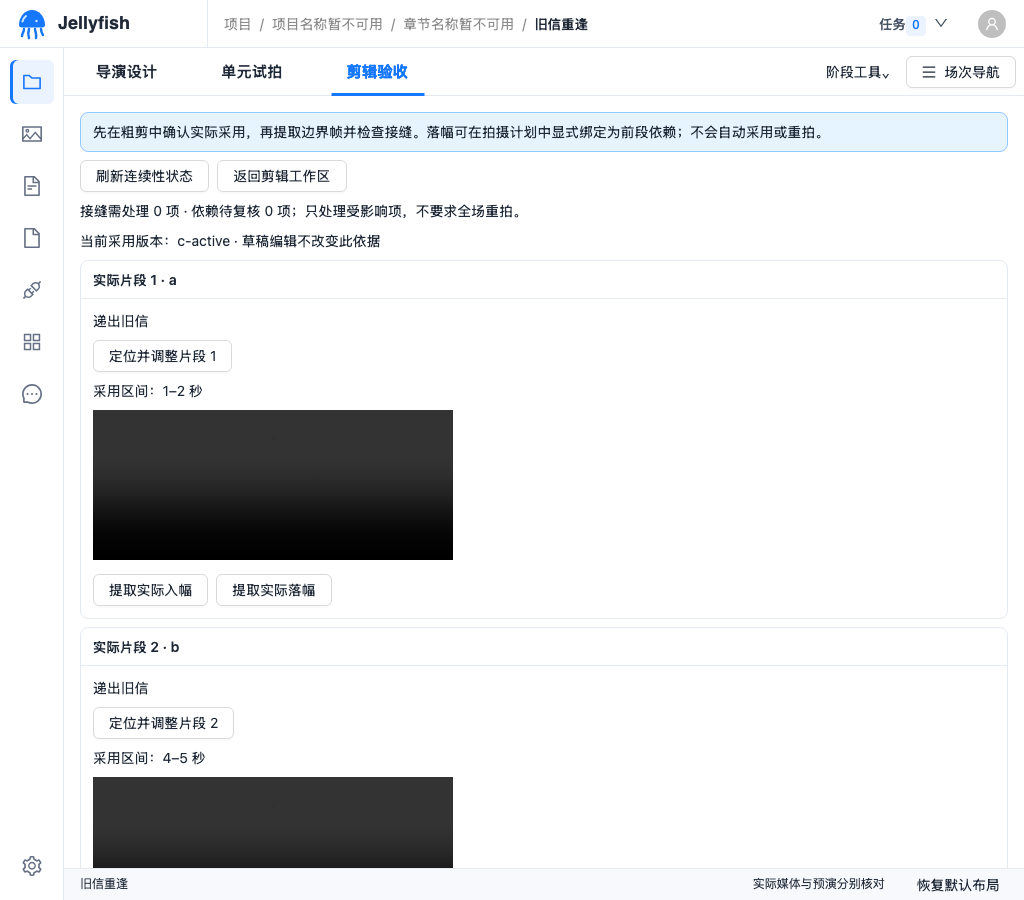 Jellyfish
项目 / 项目名称暂不可用 / 章节名称暂不可用 / 旧信重逢
任务 0
导演设计 单元试拍 剪辑验收
阶段工具 场次导航
先在粗剪中确认实际采用，再提取边界帧并检查接缝。落幅可在拍摄计划中显式绑定为前段依赖；不会自动采用或重拍。
刷新连续性状态 返回剪辑工作区
接缝需处理 0 项 · 依赖待复核 0 项；只处理受影响项，不要求全场重拍。
当前采用版本：c-active · 草稿编辑不改变此依据
实际片段 1 · a
递出旧信
定位并调整片段 1
采用区间：1–2 秒
提取实际入幅 提取实际落幅
实际片段 2 · b
递出旧信
定位并调整片段 2
采用区间：4–5 秒
旧信重逢 实际媒体与预演分别核对 恢复默认布局